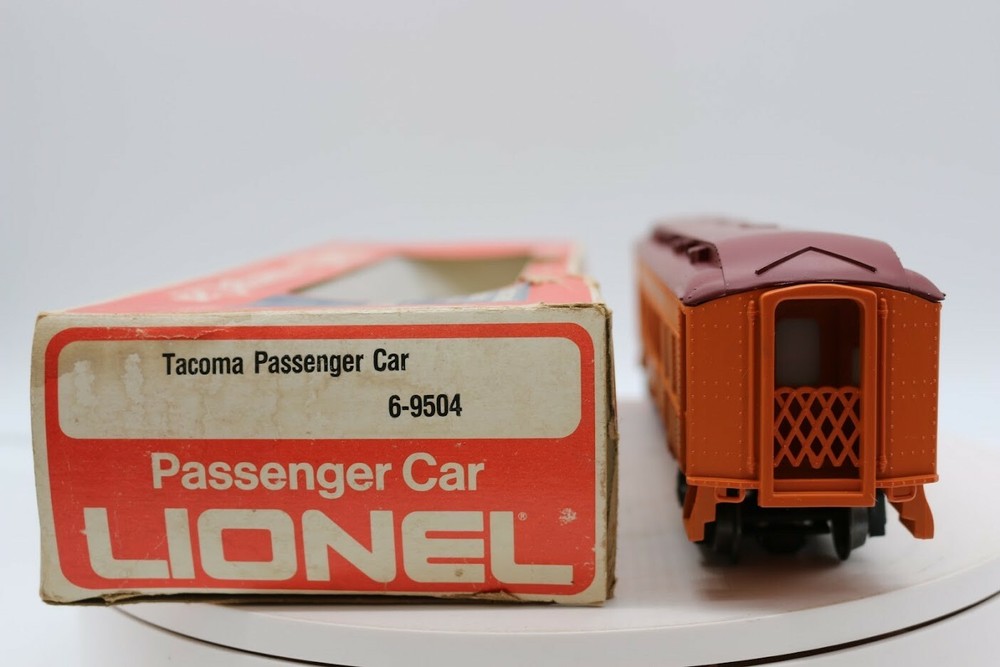 Tacoma Passenger Car
6-9504
Passenger Car
LIONEL®